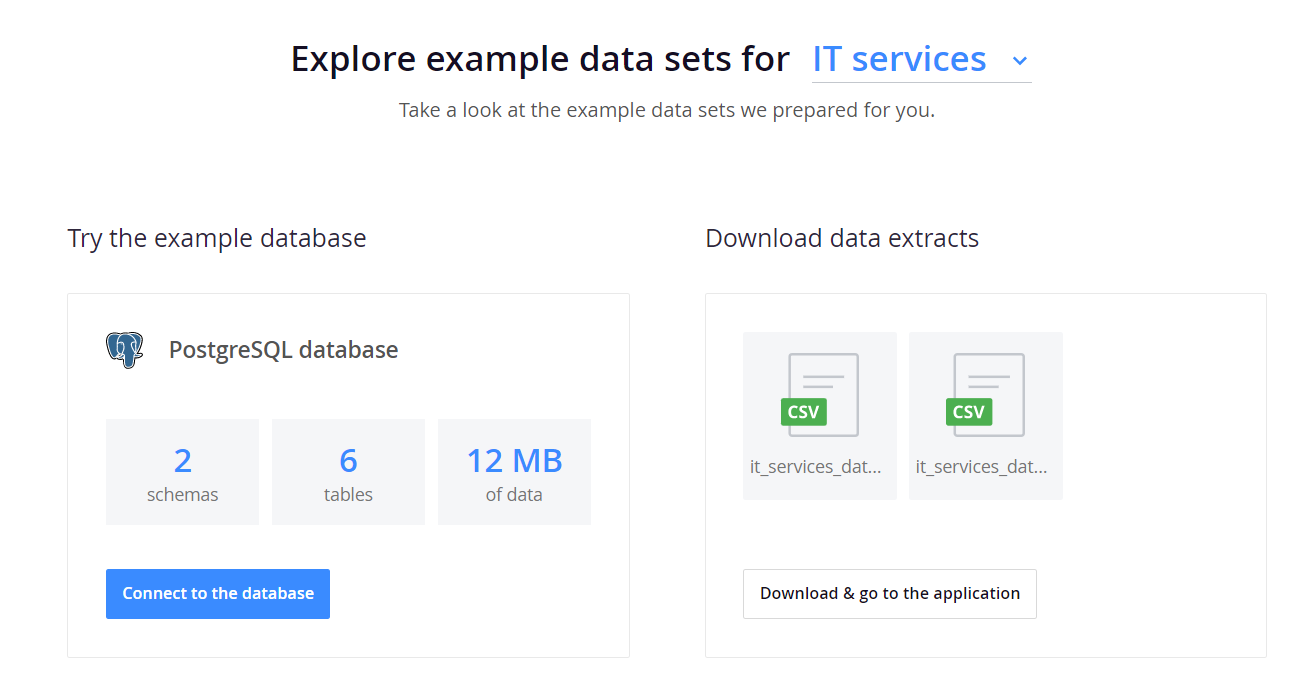 Explore example data sets for IT services
Take a look at the example data sets we prepared for you.
Try the example database
PostgreSQL database
2
schemas
6
tables
12 MB
of data
Connect to the database
Download data extracts
CSV
it_services_dat...
CSV
it_services_dat...
Download & go to the application